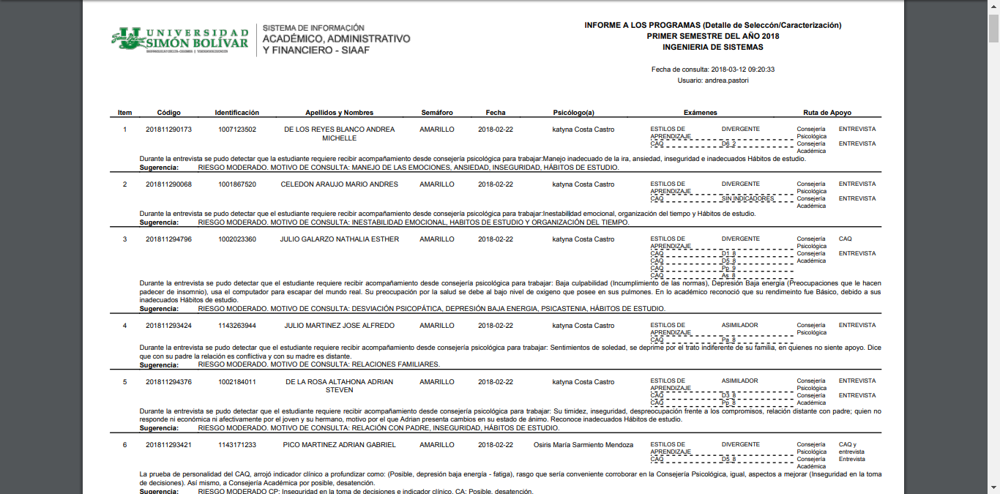 UNIVERSIDAD
SIMÓN BOLÍVAR
SISTEMA DE INFORMACIÓN
ACADÉMICO, ADMINISTRATIVO
Y FINANCIERO - SIAAF
INFORME A LOS PROGRAMAS (Detalle de Seleccón/Caracterización)
PRIMER SEMESTRE DEL AÑO 2018
INGENIERIA DE SISTEMAS
Fecha de consulta: 2018-03-12 09:20:33
Usuario: andrea.pastori
Item Código Identificación Apellidos y Nombres Semáforo Fecha Psicólogo(a) Exámenes Ruta de Apoyo
1 201811290173 1007123502 DE LOS REYES BLANCO ANDREA AMARILLO 2018-02-22 katyna Costa Castro ESTILOS DE DIVERGENTE Consejería ENTREVISTA
MICHELLE APRENDIZAJE Psicológica
CAQ D6_2 Consejería ENTREVISTA
Académica
Durante la entrevista se pudo detectar que la estudiante requiere recibir acompañamiento desde consejería psicológica para trabajar:Manejo inadecuado de la ira, ansiedad, inseguridad e inadecuados Hábitos de estudio.
Sugerencia: RIESGO MODERADO. MOTIVO DE CONSULTA: MANEJO DE LAS EMOCIONES, ANSIEDAD, INSEGURIDAD, HÁBITOS DE ESTUDIO.
2 201811290068 1001867520 CELEDON ARAUJO MARIO ANDRES AMARILLO 2018-02-22 katyna Costa Castro ESTILOS DE DIVERGENTE Consejería ENTREVISTA
APRENDIZAJE Psicológica
CAQ SIN INDICADORES Consejería ENTREVISTA
Académica
Durante la entrevista se pudo detectar que el estudiante requiere recibir acompañamiento desde consejería psicológica para trabajar:Inestabilidad emocional, organización del tiempo y Hábitos de estudio.
Sugerencia: RIESGO MODERADO. MOTIVO DE CONSULTA: INESTABILIDAD EMOCIONAL, HABITOS DE ESTUDIO Y ORGANIZACIÓN DEL TIEMPO.
3 201811294796 1002023360 JULIO GALARZO NATHALIA ESTHER AMARILLO 2018-02-22 katyna Costa Castro ESTILOS DE DIVERGENTE Consejería CAQ
APRENDIZAJE Psicológica
CAQ D1_8 Consejería ENTREVISTA
CAQ D5_8 Académica
CAQ Pp_9
CAQ As_8
Durante la entrevista se pudo detectar que el estudiante requiere recibir acompañamiento desde consejería psicológica para trabajar: Baja culpabilidad (Incumplimiento de las normas), Depresión Baja energia (Preocupaciones que le hacen
padecer de insomnio), usa el computador para escapar del mundo real. Su preocupación por la salud se debe al bajo nivel de oxigeno que posee en sus pulmones. En lo académico reconoció que su rendimeinto fue Básico, debido a sus
inadecuados Hábitos de estudio.
Sugerencia: RIESGO MODERADO. MOTIVO DE CONSULTA: DESVIACIÓN PSICOPÁTICA, DEPRESIÓN BAJA ENERGIA, PSICASTENIA, HÁBITOS DE ESTUDIO.
4 201811293424 1143263944 JULIO MARTINEZ JOSE ALFREDO AMARILLO 2018-02-22 katyna Costa Castro ESTILOS DE ASIMILADOR Consejería ENTREVISTA
APRENDIZAJE Psicológica
CAQ Pa_8
Durante la entrevista se pudo detectar que el estudiante requiere recibir acompañamiento desde consejería psicológica para trabajar: Sentimientos de soledad, se deprime por el trato indiferente de su familia, en quienes no siente apoyo. Dice
que con su padre la relación es conflictiva y con su madre es distante.
Sugerencia: RIESGO MODERADO. MOTIVO DE CONSULTA: RELACIONES FAMILIARES.
5 201811294376 1002184011 DE LA ROSA ALTAHONA ADRIAN AMARILLO 2018-02-22 katyna Costa Castro ESTILOS DE ASIMILADOR Consejería ENTREVISTA
STEVEN APRENDIZAJE Psicológica
CAQ D3_8 Consejería ENTREVISTA
CAQ Pp_8 Académica
Durante la entrevista se pudo detectar que el estudiante requiere recibir acompañamiento desde consejería psicológica para trabajar: Su timidez, inseguridad, despreocupación frente a los compromisos, relación distante con padre; quien no
responde ni económica ni afectivamente por el joven y su hermano, motivo por el que Adrian presenta cambios en su estado de ánimo. Reconoce inadecuados Hábitos de estudio.
Sugerencia: RIESGO MODERADO. MOTIVO DE CONSULTA: RELACIÓN CON PADRE, INSEGURIDAD, HÁBITOS DE ESTUDIO.
6 201811293421 1143171233 PICO MARTINEZ ADRIAN GABRIEL AMARILLO 2018-02-22 Osiris María Sarmiento Mendoza ESTILOS DE DIVERGENTE Consejería CAQ y
APRENDIZAJE Psicológica entrevista
CAQ D5_8 Consejería Entrevista
Académica
La prueba de personalidad del CAQ, arrojó indicador clínico a profundizar como: (Posible, depresión baja energía - fatiga), rasgo que sería conveniente corroborar en la Consejería Psicológica, igual, aspectos a mejorar (Inseguridad en la toma
de decisiones). Así mismo, a Consejería Académica por posible, desatención.
Sugerencia: RIESGO MODERADO CP: Inseguridad en la toma de decisiones e indicador clínico. CA: Posible, desatención.